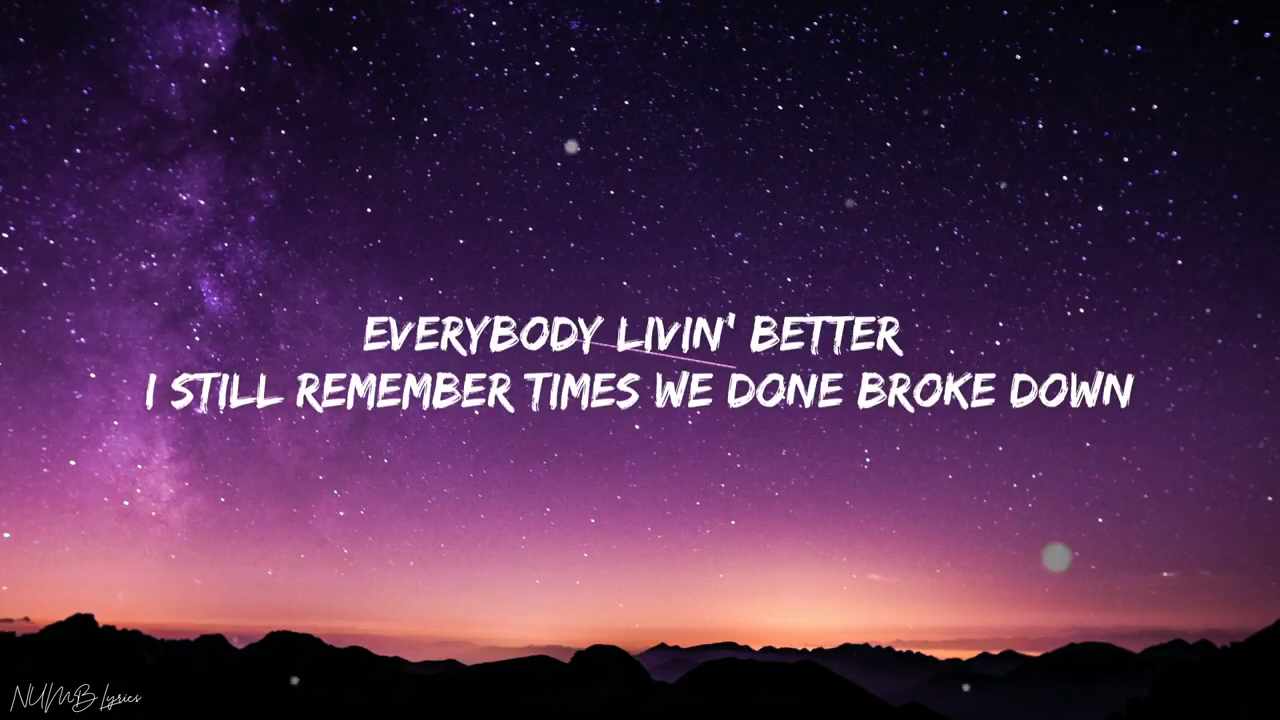 EVERYBODY LIVIN' BETTER
I STILL REMEMBER TIMES WE DONE BROKE DOWN
NUMB Lyrics